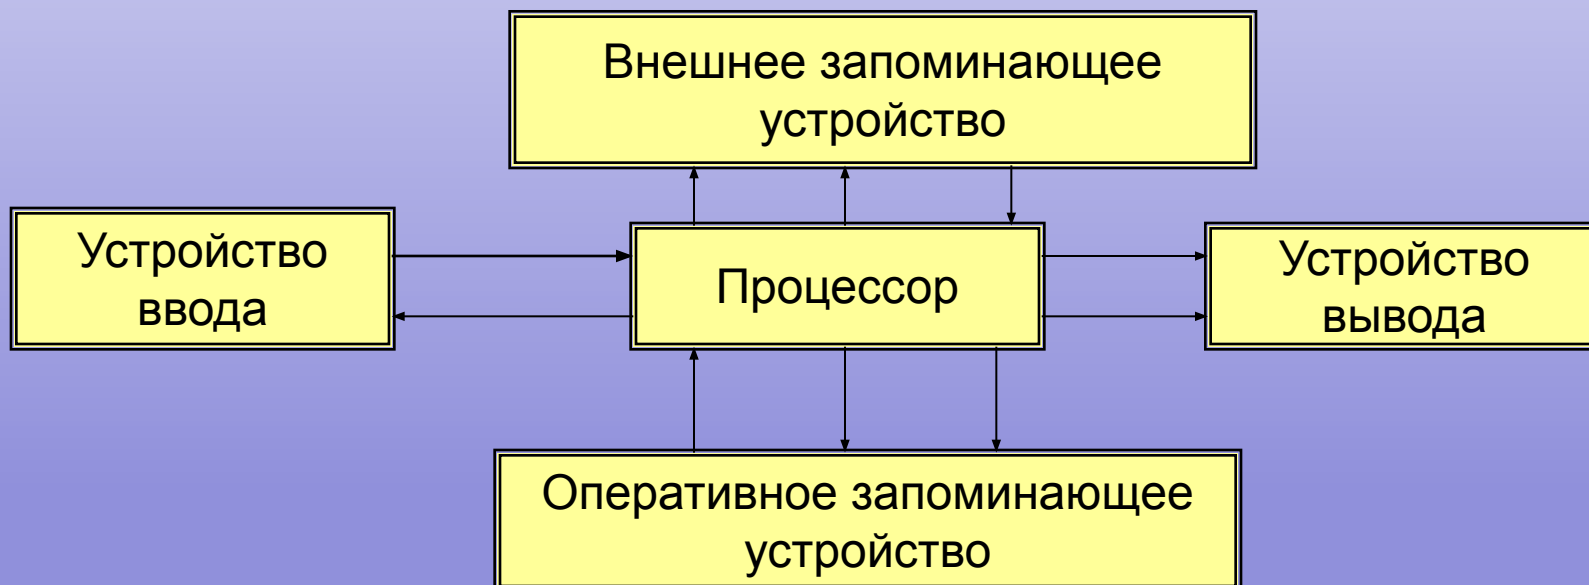 Внешнее запоминающее
устройство
Устройство
ввода
Процессор
Устройство
вывода
Оперативное запоминающее
устройство